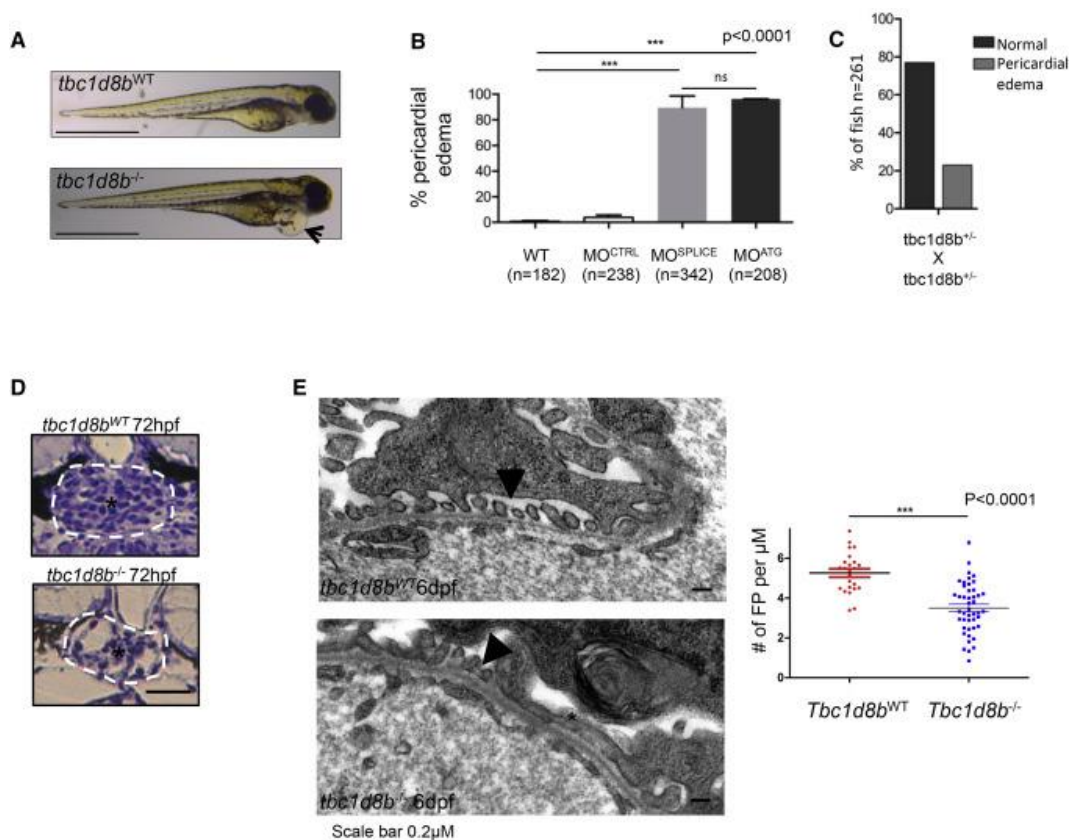 A
tbc1d8b^WT
tbc1d8b^-/-
B
p<0.0001
***
***
ns
% pericardial
edema
100
80
60
40
20
0
WT
(n=182)
MO^CTRL
(n=238)
MO^SPLICE
(n=342)
MO^ATG
(n=208)
C
% of fish n=261
80
60
40
20
0
Normal
Pericardial
edema
tbc1d8b^+/-
X
tbc1d8b^+/-
D
tbc1d8b^WT 72hpf
*
tbc1d8b^-/- 72hpf
*
E
tbc1d8b^WT 6dpf
*
tbc1d8b^-/- 6dpf
Scale bar 0.2µM
P<0.0001
***
# of FP per µM
6
4
2
0
Tbc1d8b^WT
Tbc1d8b^-/-